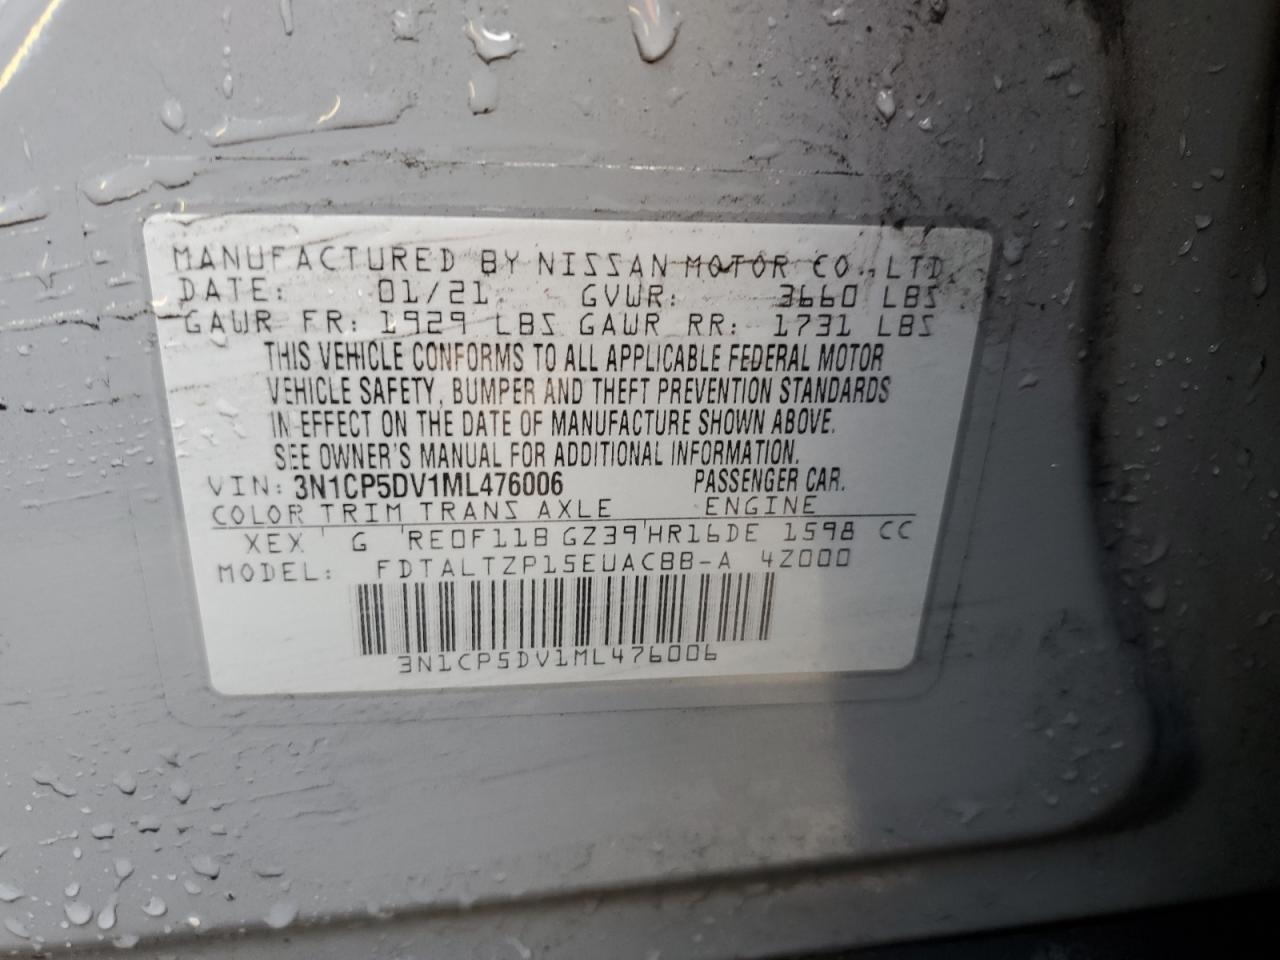 MANUFACTURED BY NISSAN MOTOR CO.,LTD.
DATE: 01/21 GVWR: 3660 LBS
GAWR FR: 1929 LBS GAWR RR: 1731 LBS
THIS VEHICLE CONFORMS TO ALL APPLICABLE FEDERAL MOTOR
VEHICLE SAFETY, BUMPER AND THEFT PREVENTION STANDARDS
IN EFFECT ON THE DATE OF MANUFACTURE SHOWN ABOVE.
SEE OWNER'S MANUAL FOR ADDITIONAL INFORMATION.
VIN: 3N1CP5DV1ML476006 PASSENGER CAR.
COLOR TRIM TRANS AXLE ENGINE
XEX G RE0F11B GZ39 HR16DE 1598 CC
MODEL: FDTALTZP15EUAC8B-A 4Z000
3N1CP5DV1ML476006